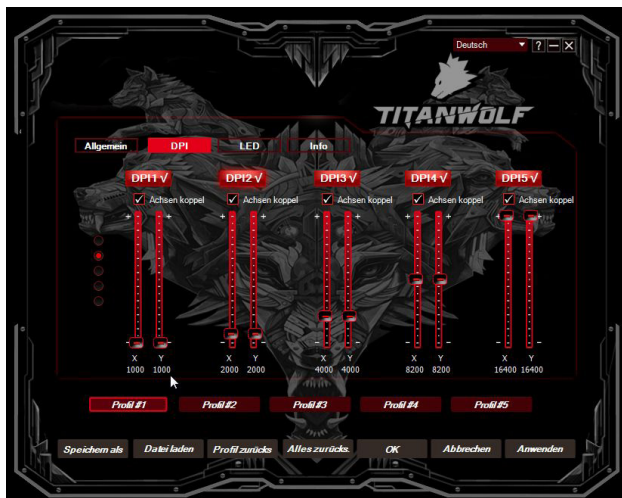 Deutsch ? — X
TITANWOLF
Allgemein DPI LED Info
DPI1 √ DPI2 √ DPI3 √ DPI4 √ DPI5 √
Achsen koppel Achsen koppel Achsen koppel Achsen koppel Achsen koppel
+ + + + + + + + + +
- - - - - - - - - -
X Y X Y X Y X Y X Y
1000 1000 2000 2000 4000 4000 8200 8200 16400 16400
Profil #1 Profil #2 Profil #3 Profil #4 Profil #5
Speichern als Datei laden Profil zurücks Alles zurücks. OK Abbrechen Anwenden